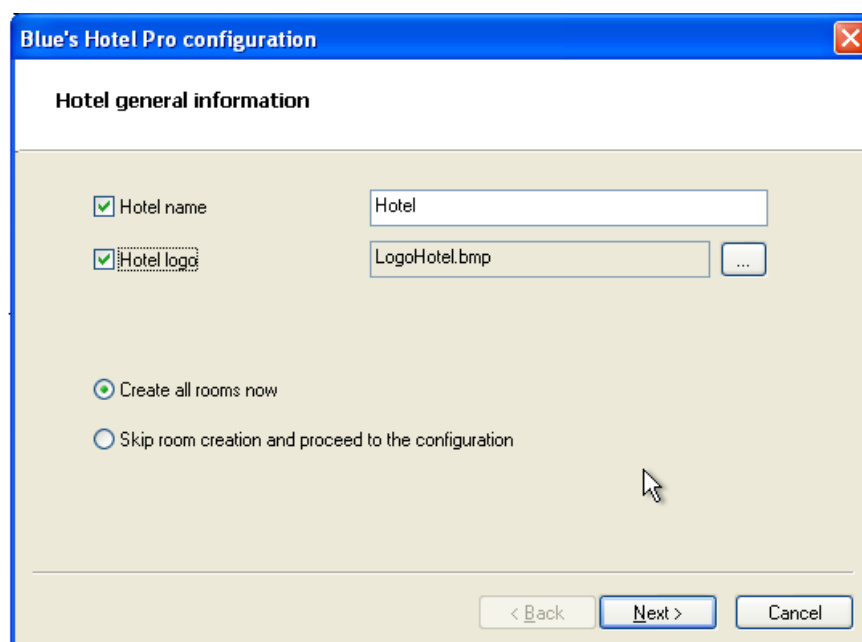 Blue's Hotel Pro configuration
Hotel general information
Hotel name Hotel
Hotel logo LogoHotel.bmp ...
Create all rooms now
Skip room creation and proceed to the configuration
< Back Next > Cancel